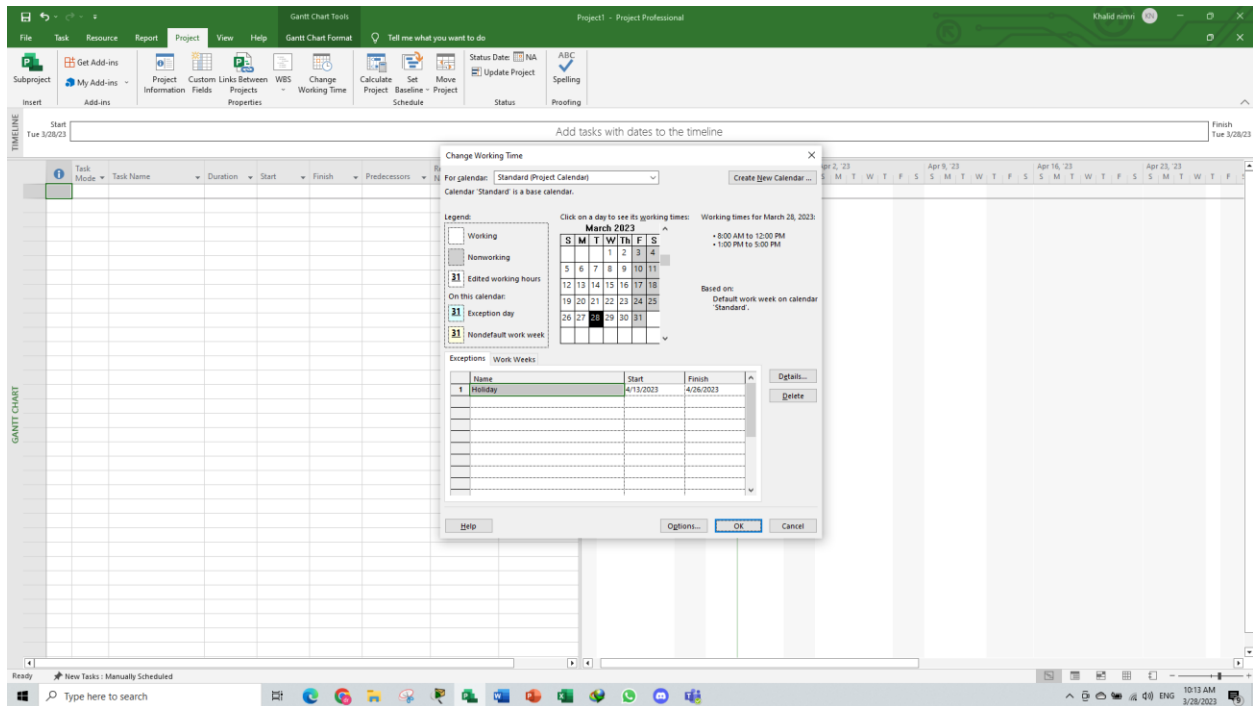 Gantt Chart Tools
Project1 - Project Professional
Khalid nimri KN
File Task Resource Report Project View Help Gantt Chart Format Tell me what you want to do
Subproject
Get Add-ins
My Add-ins
Project Information
Custom Fields
Links Between Projects
WBS
Change Working Time
Calculate Project
Set Baseline
Move Project
Status Date: NA
Update Project
ABC
Spelling
Insert Add-ins Properties Schedule Status Proofing
TIMELINE
Start
Tue 3/28/23
Add tasks with dates to the timeline
Finish
Tue 3/28/23
Task Mode Task Name Duration Start Finish Predecessors
Apr 9, '23 Apr 16, '23 Apr 23, '23
S M T W T F S S M T W T F S S M T W T F S S M T W T F
GANTT CHART
Change Working Time
For calendar: Standard (Project Calendar)
Create New Calendar ...
Calendar 'Standard' is a base calendar.
Legend:
Working
Nonworking
31 Edited working hours
On this calendar:
31 Exception day
31 Nondefault work week
Click on a day to see its working times:
March 2023
S M T W Th F S
1 2 3 4
5 6 7 8 9 10 11
12 13 14 15 16 17 18
19 20 21 22 23 24 25
26 27 28 29 30 31
Working times for March 28, 2023:
• 8:00 AM to 12:00 PM
• 1:00 PM to 5:00 PM
Based on:
Default work week on calendar
'Standard'.
Exceptions Work Weeks
Name Start Finish
1 Holiday 4/13/2023 4/26/2023
Details...
Delete
Help Options... OK Cancel
Ready New Tasks : Manually Scheduled
Type here to search
ENG
10:13 AM
3/28/2023